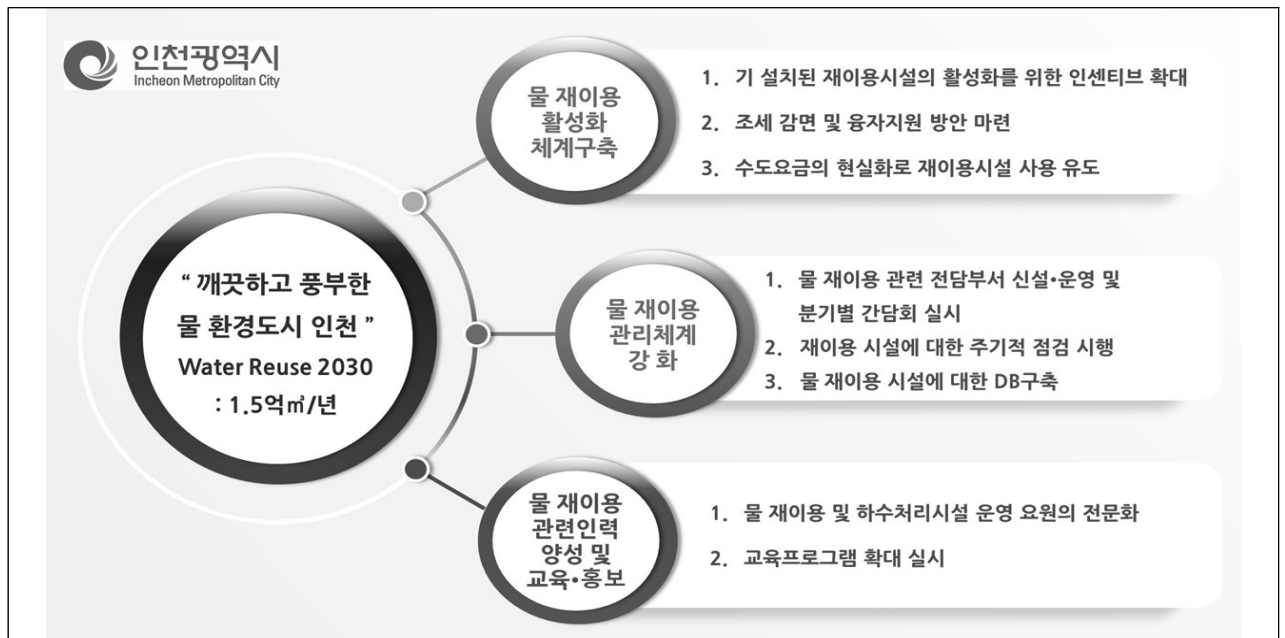 인천광역시
Incheon Metropolitan City
“ 깨끗하고 풍부한
물 환경도시 인천 ”
Water Reuse 2030
: 1.5억㎥/년
물 재이용
활성화
체계구축
1. 기 설치된 재이용시설의 활성화를 위한 인센티브 확대
2. 조세 감면 및 융자지원 방안 마련
3. 수도요금의 현실화로 재이용시설 사용 유도
물 재이용
관리체계
강 화
1. 물 재이용 관련 전담부서 신설•운영 및
분기별 간담회 실시
2. 재이용 시설에 대한 주기적 점검 시행
3. 물 재이용 시설에 대한 DB구축
물 재이용
관련인력
양성 및
교육•홍보
1. 물 재이용 및 하수처리시설 운영 요원의 전문화
2. 교육프로그램 확대 실시